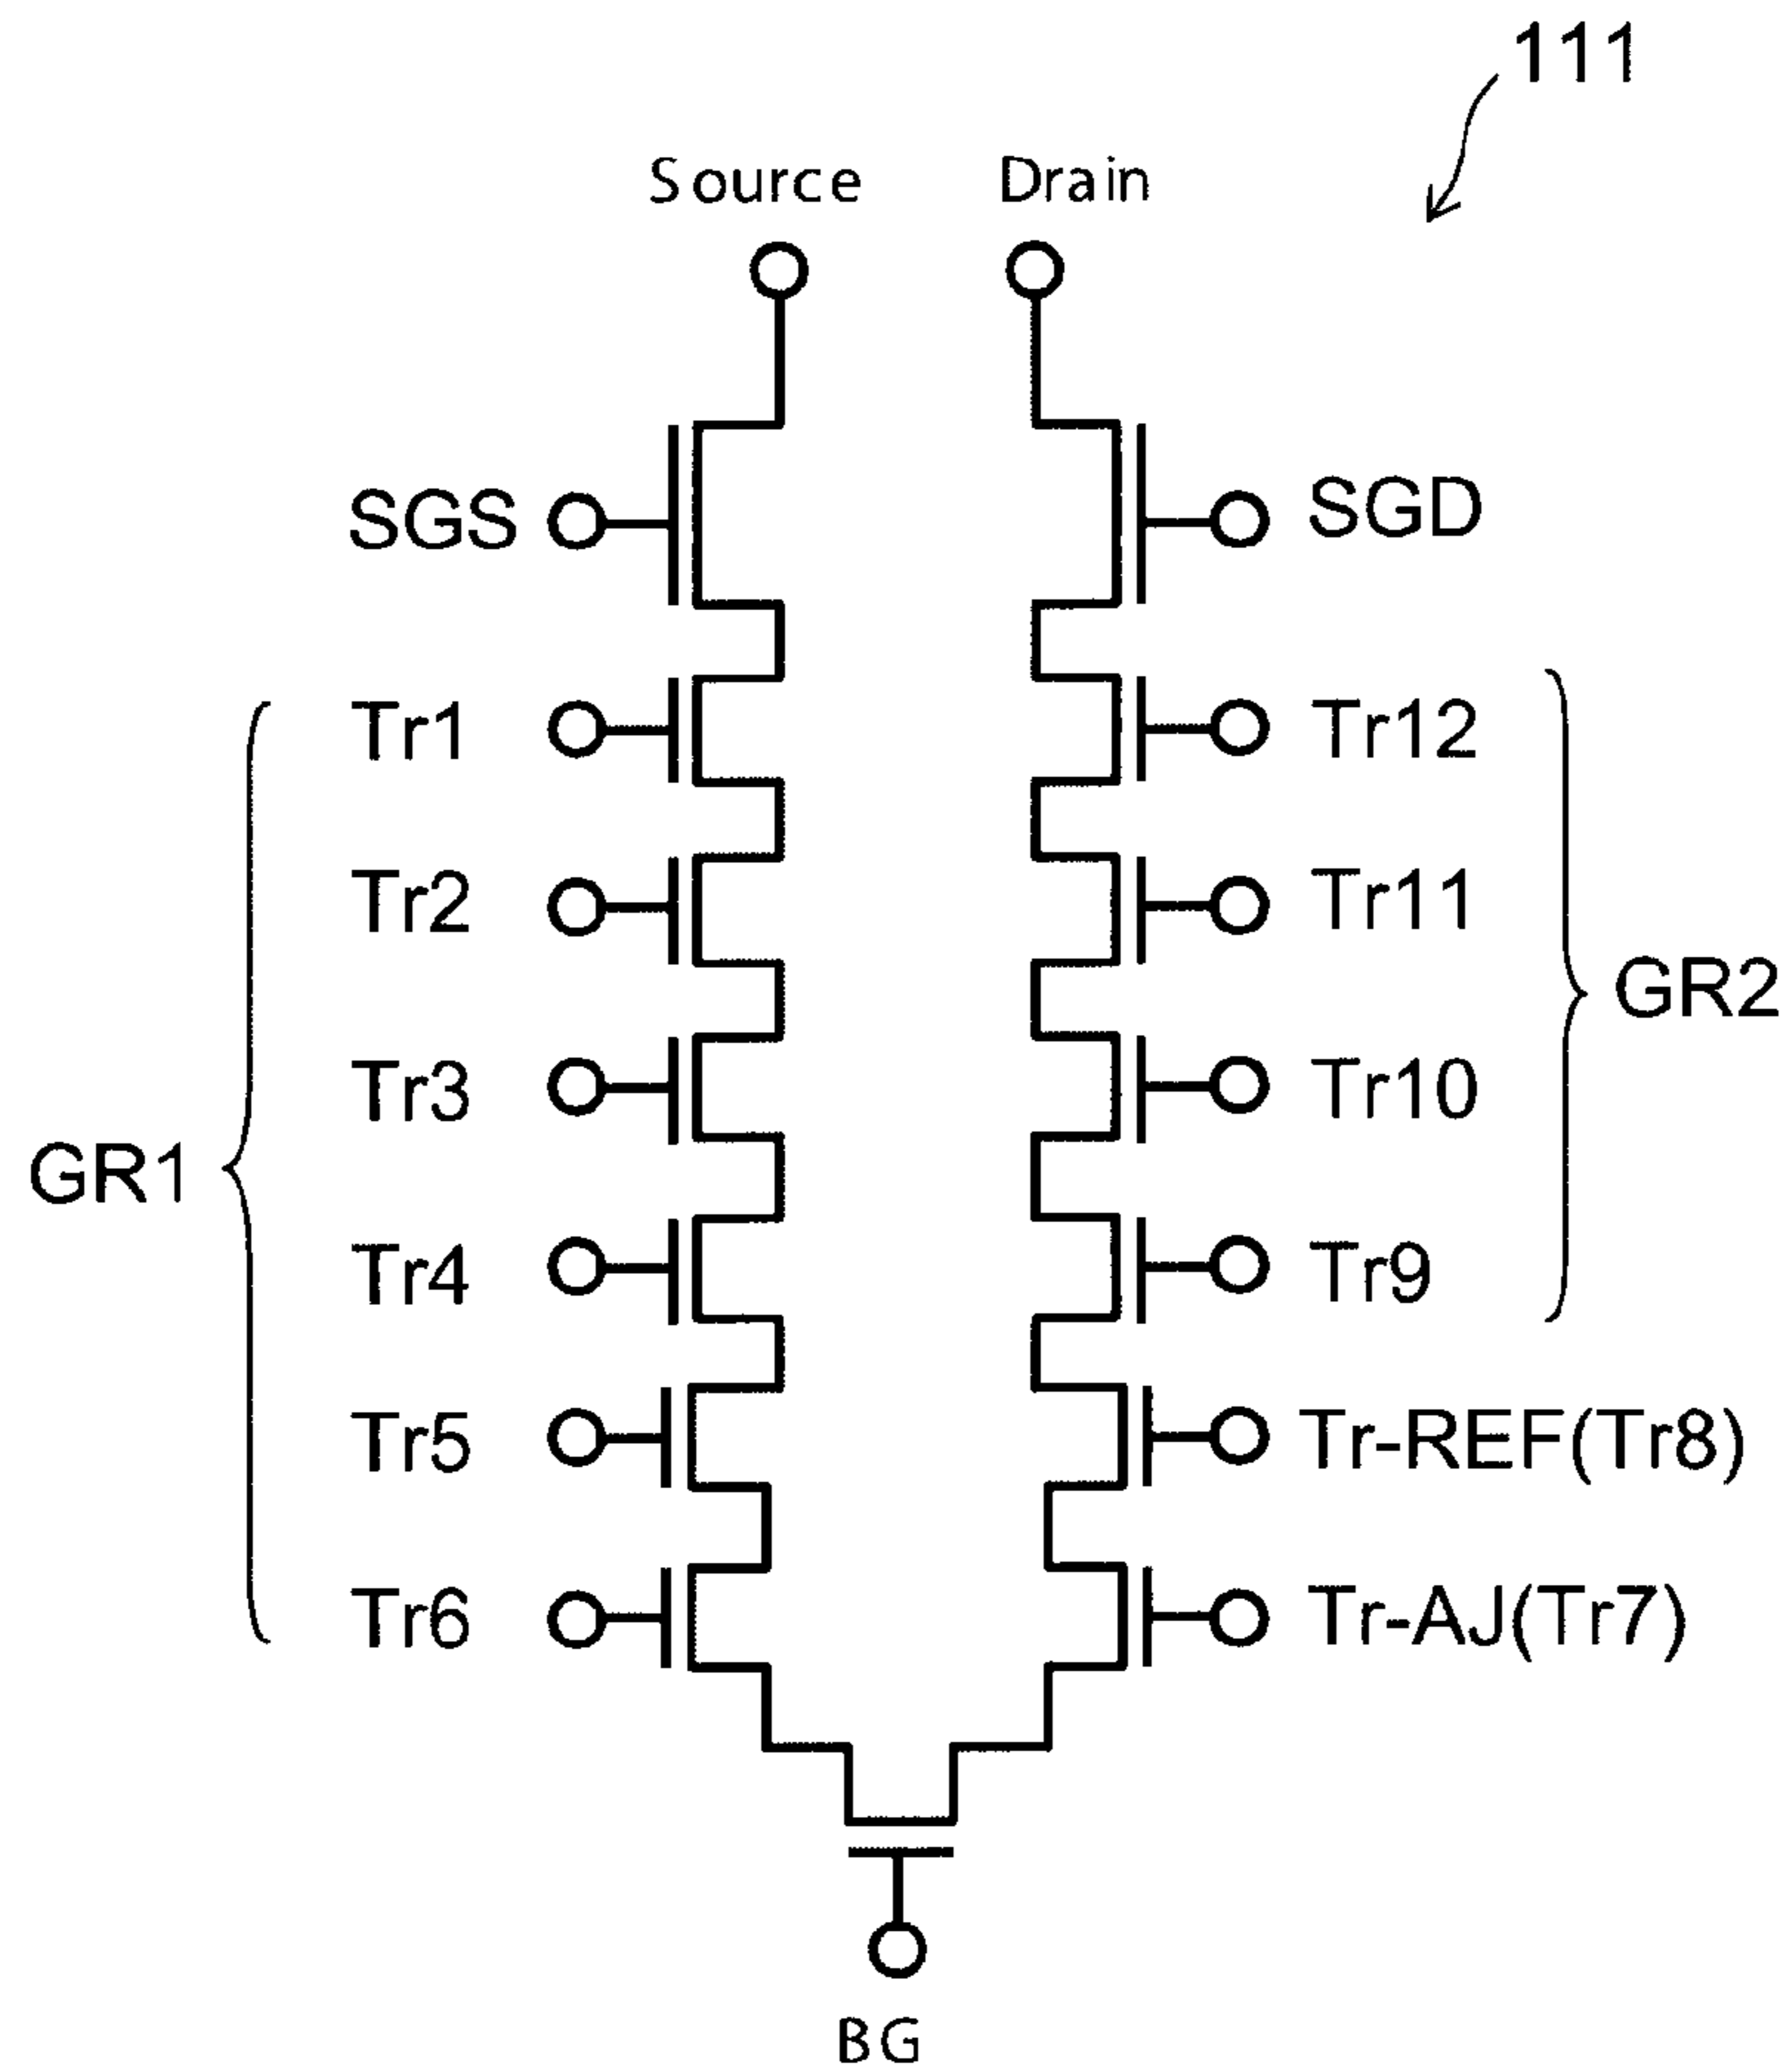 111
Source Drain
SGS SGD
Tr1 Tr12
Tr2 Tr11
GR2
Tr3 Tr10
GR1
Tr4 Tr9
Tr5 Tr-REF(Tr8)
Tr6 Tr-AJ(Tr7)
BG